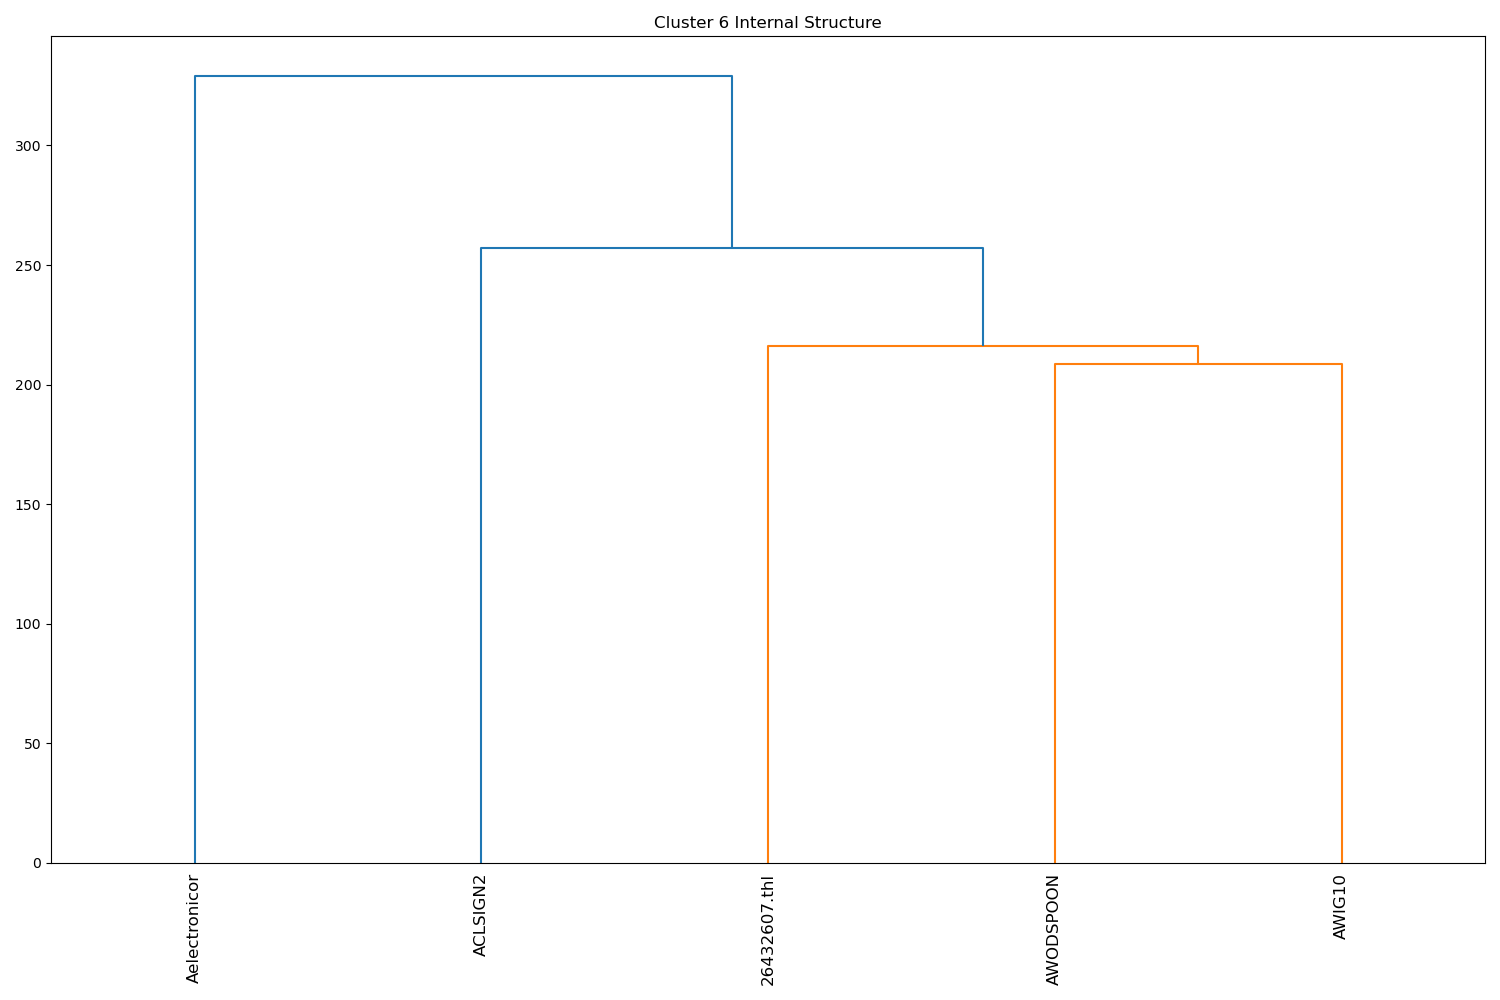 Cluster 6 Internal Structure
300
250
200
150
100
50
0
Aelectronicor
ACLSIGN2
26432607.thl
AWODSPOON
AWIG10